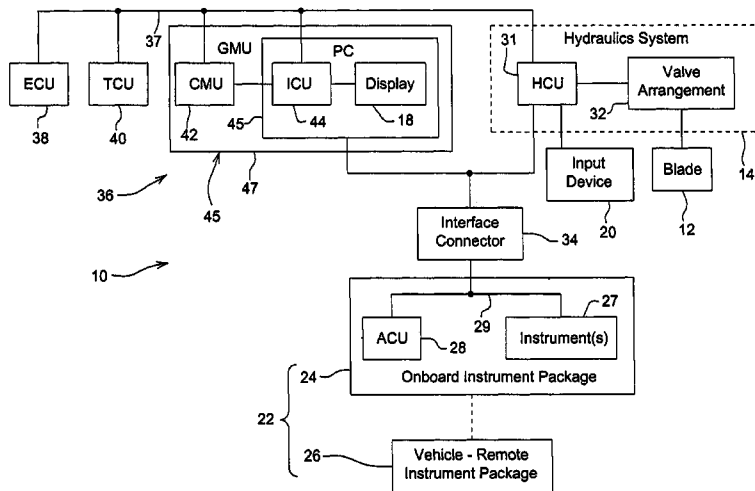 37
GMU
PC
31
Hydraulics System
ECU
TCU
CMU
ICU
Display
HCU
Valve
Arrangement
38
40
42
45
44
18
32
36
45
47
Input
Device
Blade
14
20
12
Interface
Connector
34
10
27
29
ACU
28
Instrument(s)
24
Onboard Instrument Package
22
26
Vehicle - Remote
Instrument Package